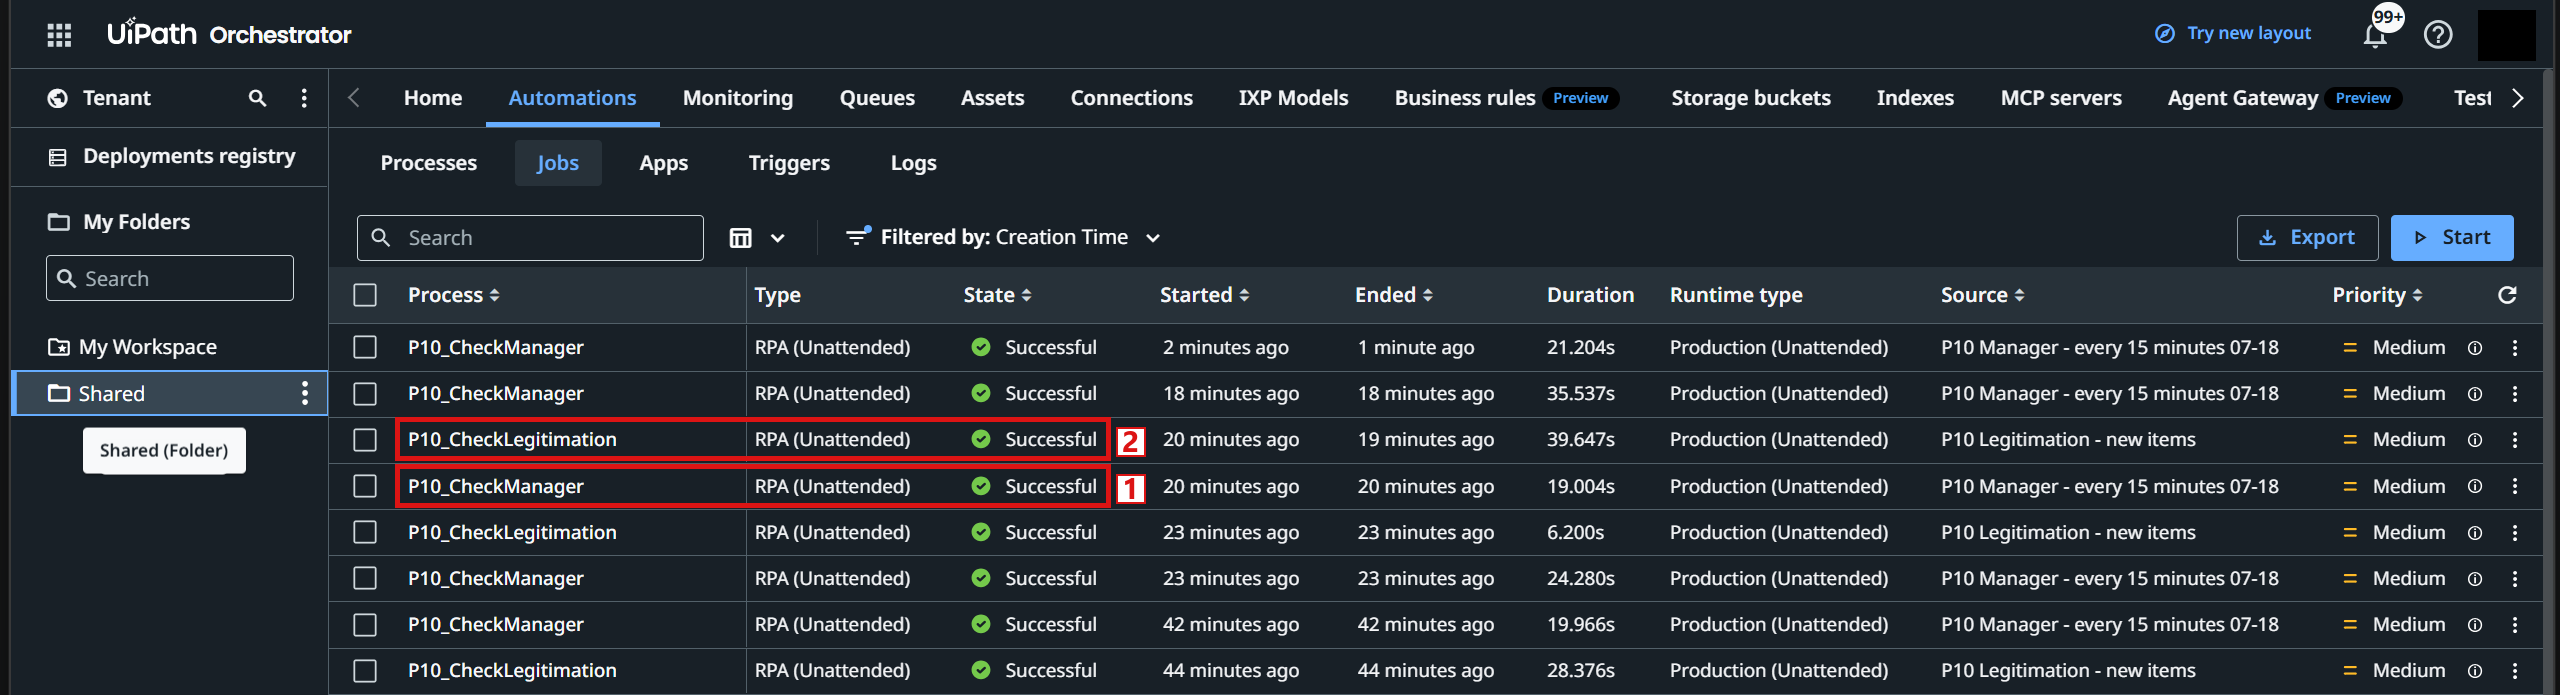 UiPath Orchestrator
Try new layout
99+
Tenant
Home Automations Monitoring Queues Assets Connections IXP Models Business rules Preview Storage buckets Indexes MCP servers Agent Gateway Preview Test
Deployments registry
Processes Jobs Apps Triggers Logs
My Folders
Search
Search
Filtered by: Creation Time
Export
Start
My Workspace
Shared
Shared (Folder)
Process Type State Started Ended Duration Runtime type Source Priority
P10_CheckManager RPA (Unattended) Successful 2 minutes ago 1 minute ago 21.204s Production (Unattended) P10 Manager - every 15 minutes 07-18 Medium
P10_CheckManager RPA (Unattended) Successful 18 minutes ago 18 minutes ago 35.537s Production (Unattended) P10 Manager - every 15 minutes 07-18 Medium
P10_CheckLegitimation RPA (Unattended) Successful 2 20 minutes ago 19 minutes ago 39.647s Production (Unattended) P10 Legitimation - new items Medium
P10_CheckManager RPA (Unattended) Successful 1 20 minutes ago 20 minutes ago 19.004s Production (Unattended) P10 Manager - every 15 minutes 07-18 Medium
P10_CheckLegitimation RPA (Unattended) Successful 23 minutes ago 23 minutes ago 6.200s Production (Unattended) P10 Legitimation - new items Medium
P10_CheckManager RPA (Unattended) Successful 23 minutes ago 23 minutes ago 24.280s Production (Unattended) P10 Manager - every 15 minutes 07-18 Medium
P10_CheckManager RPA (Unattended) Successful 42 minutes ago 42 minutes ago 19.966s Production (Unattended) P10 Manager - every 15 minutes 07-18 Medium
P10_CheckLegitimation RPA (Unattended) Successful 44 minutes ago 44 minutes ago 28.376s Production (Unattended) P10 Legitimation - new items Medium